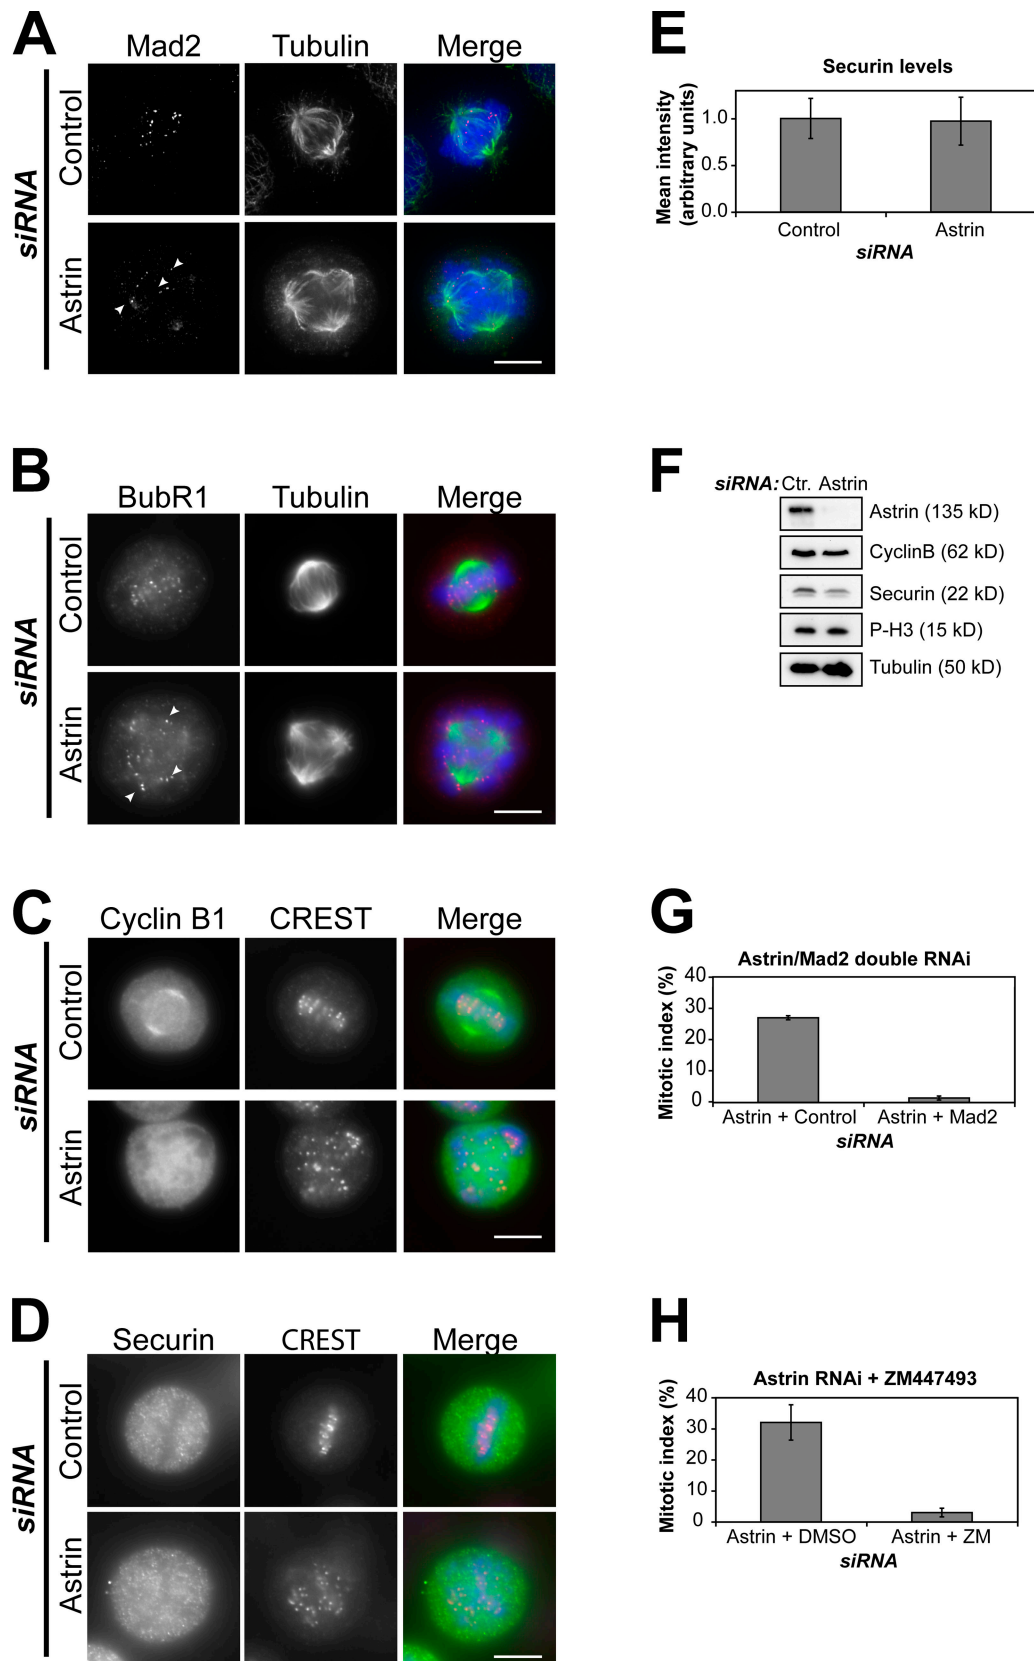 A
Mad2 Tubulin Merge
siRNA
Control
Astrin
B
BubR1 Tubulin Merge
siRNA
Control
Astrin
C
Cyclin B1 CREST Merge
siRNA
Control
Astrin
D
Securin CREST Merge
siRNA
Control
Astrin
E
Securin levels
Mean intensity
(arbitrary units)
1.0
0.5
0.0
Control Astrin
siRNA
F
siRNA: Ctr. Astrin
Astrin (135 kD)
CyclinB (62 kD)
Securin (22 kD)
P-H3 (15 kD)
Tubulin (50 kD)
G
Astrin/Mad2 double RNAi
Mitotic index (%)
40
30
20
10
0
Astrin + Control Astrin + Mad2
siRNA
H
Astrin RNAi + ZM447493
Mitotic index (%)
40
30
20
10
0
Astrin + DMSO Astrin + ZM
siRNA